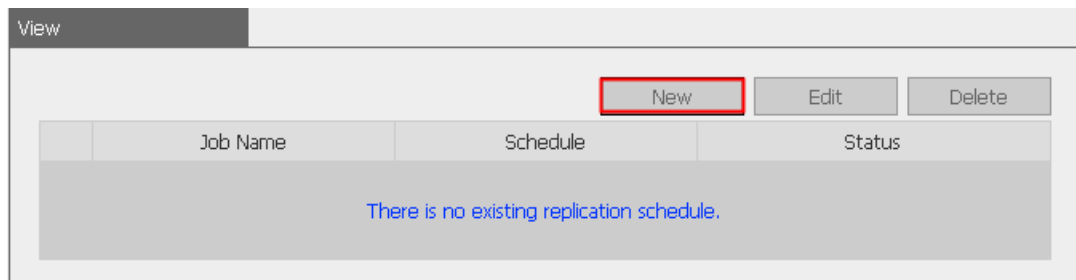 View
New Edit Delete
Job Name Schedule Status
There is no existing replication schedule.